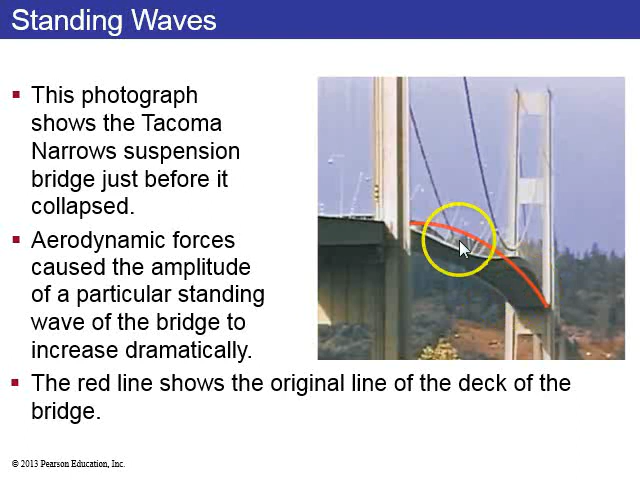 Standing Waves
▪ This photograph
shows the Tacoma
Narrows suspension
bridge just before it
collapsed.
▪ Aerodynamic forces
caused the amplitude
of a particular standing
wave of the bridge to
increase dramatically.
▪ The red line shows the original line of the deck of the
bridge.
© 2013 Pearson Education, Inc.